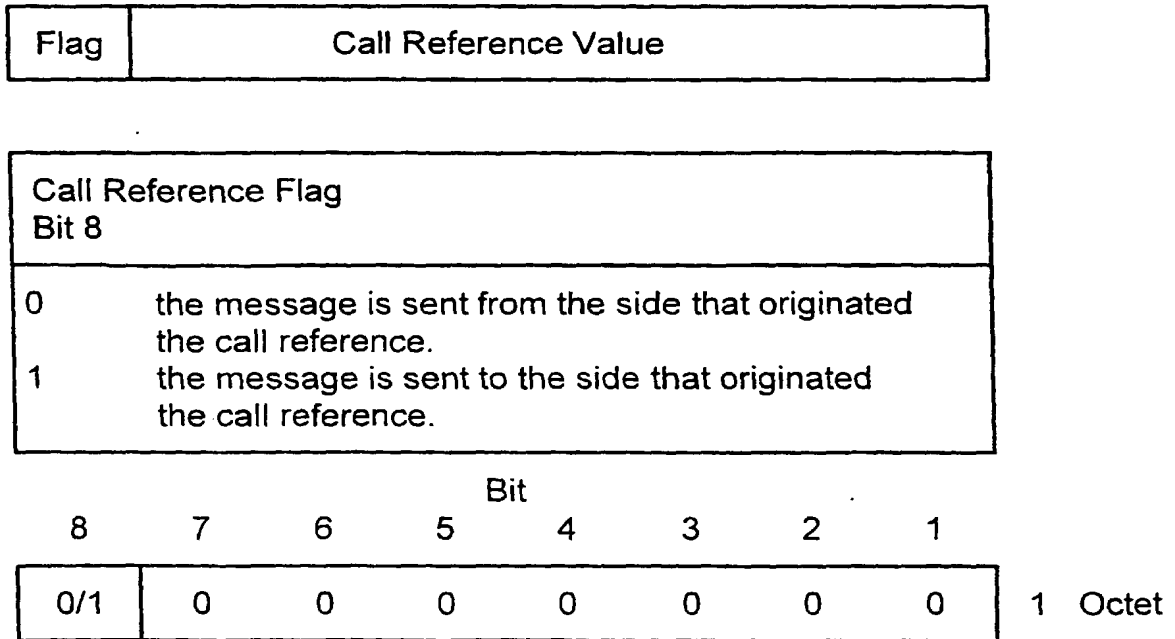 Flag Call Reference Value
Call Reference Flag
Bit 8
0 the message is sent from the side that originated
the call reference.
1 the message is sent to the side that originated
the call reference.
Bit
8 7 6 5 4 3 2 1
0/1 0 0 0 0 0 0 0 1 Octet